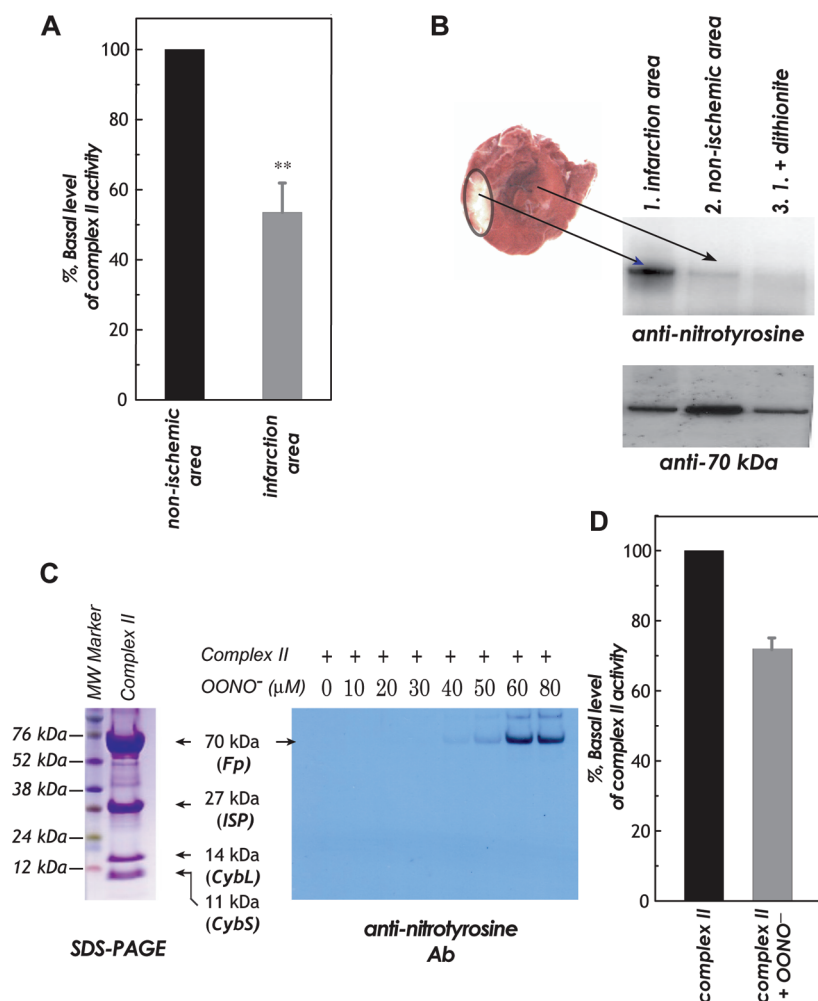 A
%, Basal level
of complex II activity
100
80
60
40
20
0
**
non-ischemic
area
infarction
area
B
1. infarction area
2. non-ischemic area
3. 1. + dithionite
anti-nitrotyrosine
anti-70 kDa
C
MW Marker
Complex II
76 kDa
52 kDa
38 kDa
24 kDa
12 kDa
SDS-PAGE
70 kDa
(Fp)
27 kDa
(ISP)
14 kDa
(CybL)
11 kDa
(CybS)
Complex II + + + + + + + +
OONO⁻ (μM) 0 10 20 30 40 50 60 80
anti-nitrotyrosine
Ab
D
%, Basal level
of complex II activity
100
80
60
40
20
0
complex II
complex II
+ OONO⁻